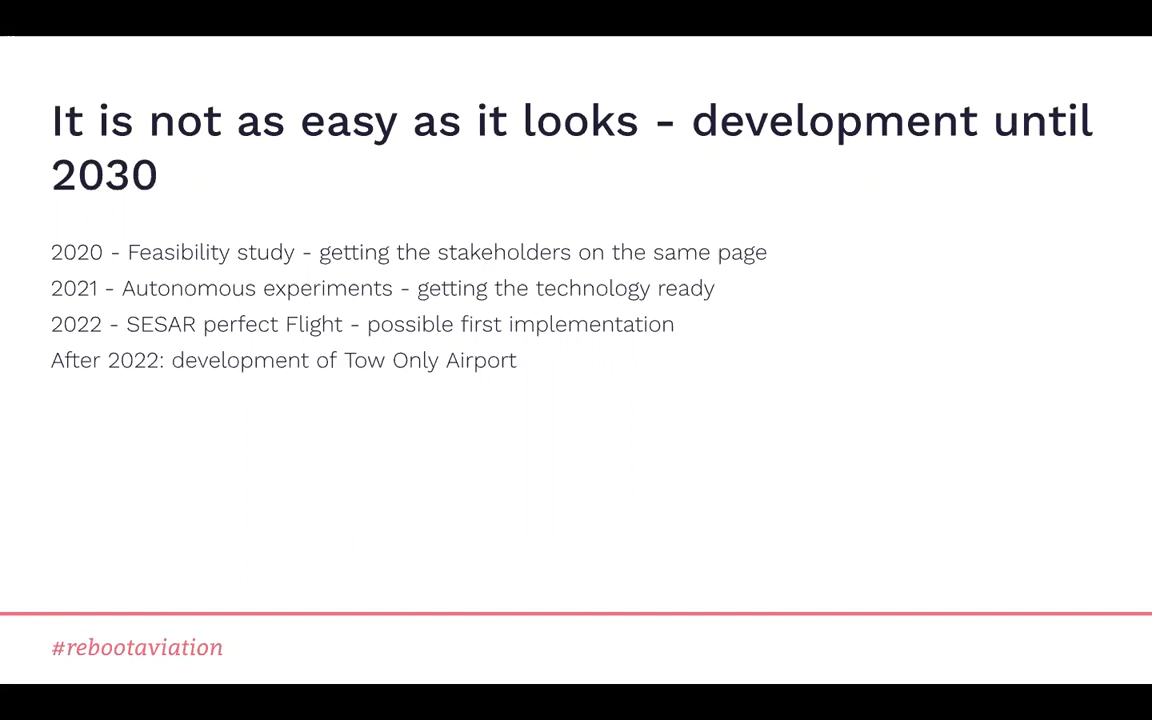 It is not as easy as it looks - development until
2030
2020 - Feasibility study - getting the stakeholders on the same page
2021 - Autonomous experiments - getting the technology ready
2022 - SESAR perfect Flight - possible first implementation
After 2022: development of Tow Only Airport
#rebootaviation